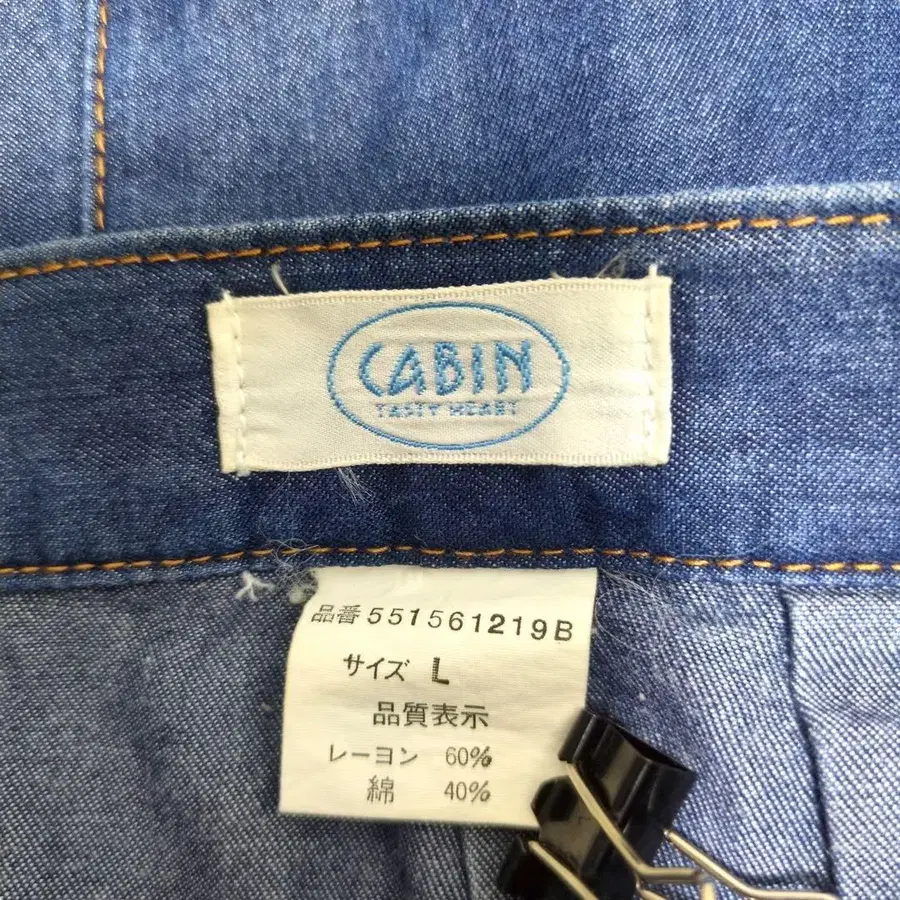 CABIN
TASTY HEART
品番 551561219B
サイズ L
品質表示
レーヨン 60%
綿 40%